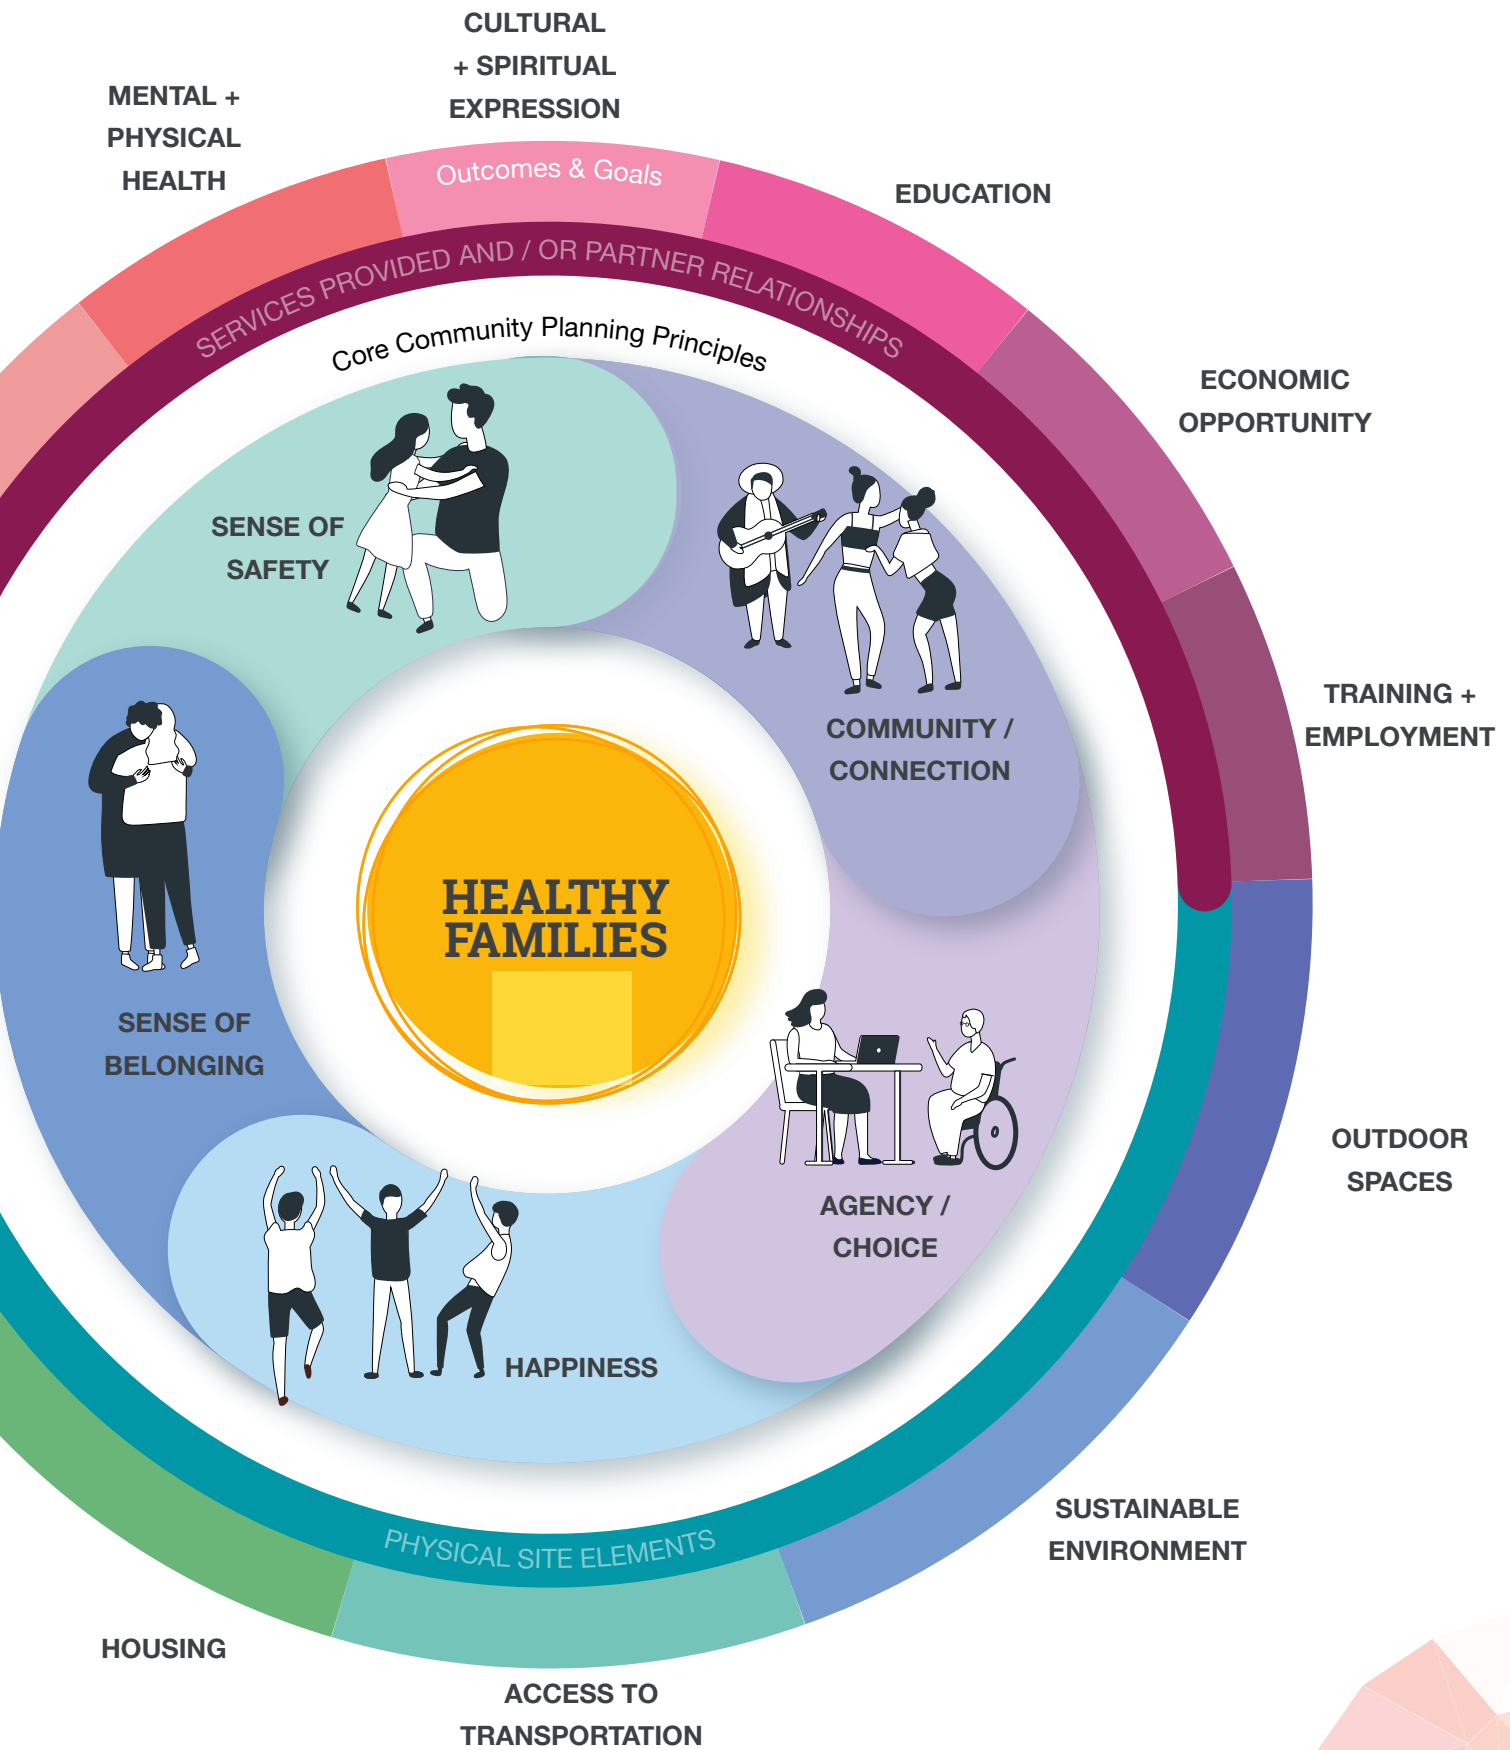 CULTURAL
+ SPIRITUAL
EXPRESSION
MENTAL +
PHYSICAL
HEALTH
Outcomes & Goals
EDUCATION
SERVICES PROVIDED AND / OR PARTNER RELATIONSHIPS
Core Community Planning Principles
ECONOMIC
OPPORTUNITY
SENSE OF
SAFETY
TRAINING +
EMPLOYMENT
COMMUNITY /
CONNECTION
HEALTHY
FAMILIES
SENSE OF
BELONGING
OUTDOOR
SPACES
AGENCY /
CHOICE
HAPPINESS
SUSTAINABLE
ENVIRONMENT
PHYSICAL SITE ELEMENTS
HOUSING
ACCESS TO
TRANSPORTATION